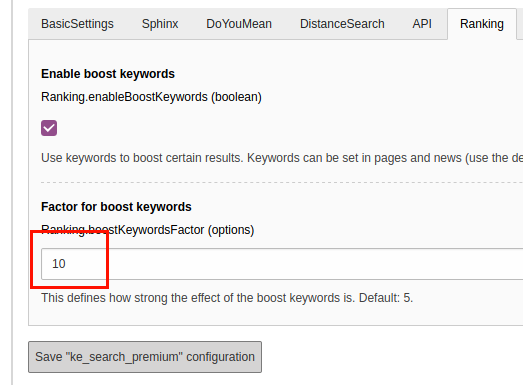 BasicSettings Sphinx DoYouMean DistanceSearch API Ranking
Enable boost keywords
Ranking.enableBoostKeywords (boolean)
Use keywords to boost certain results. Keywords can be set in pages and news (use the de
Factor for boost keywords
Ranking.boostKeywordsFactor (options)
10
This defines how strong the effect of the boost keywords is. Default: 5.
Save "ke_search_premium" configuration